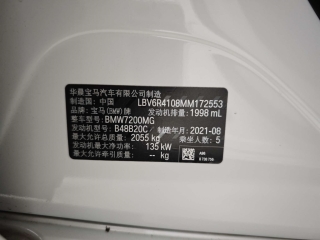 华晨宝马汽车有限公司制造
制造国: 中国 LBV6R4108MM172553
品牌: 宝马(BMW) 发动机排量: 1998 mL
整车型号: BMW7200MG
发动机型号: B48B20C 制造年月: 2021-08
最大允许总质量: 2055 kg 乘坐人数: 5
发动机最大净功率: 135 kW
最大允许牵引质量: -- kg